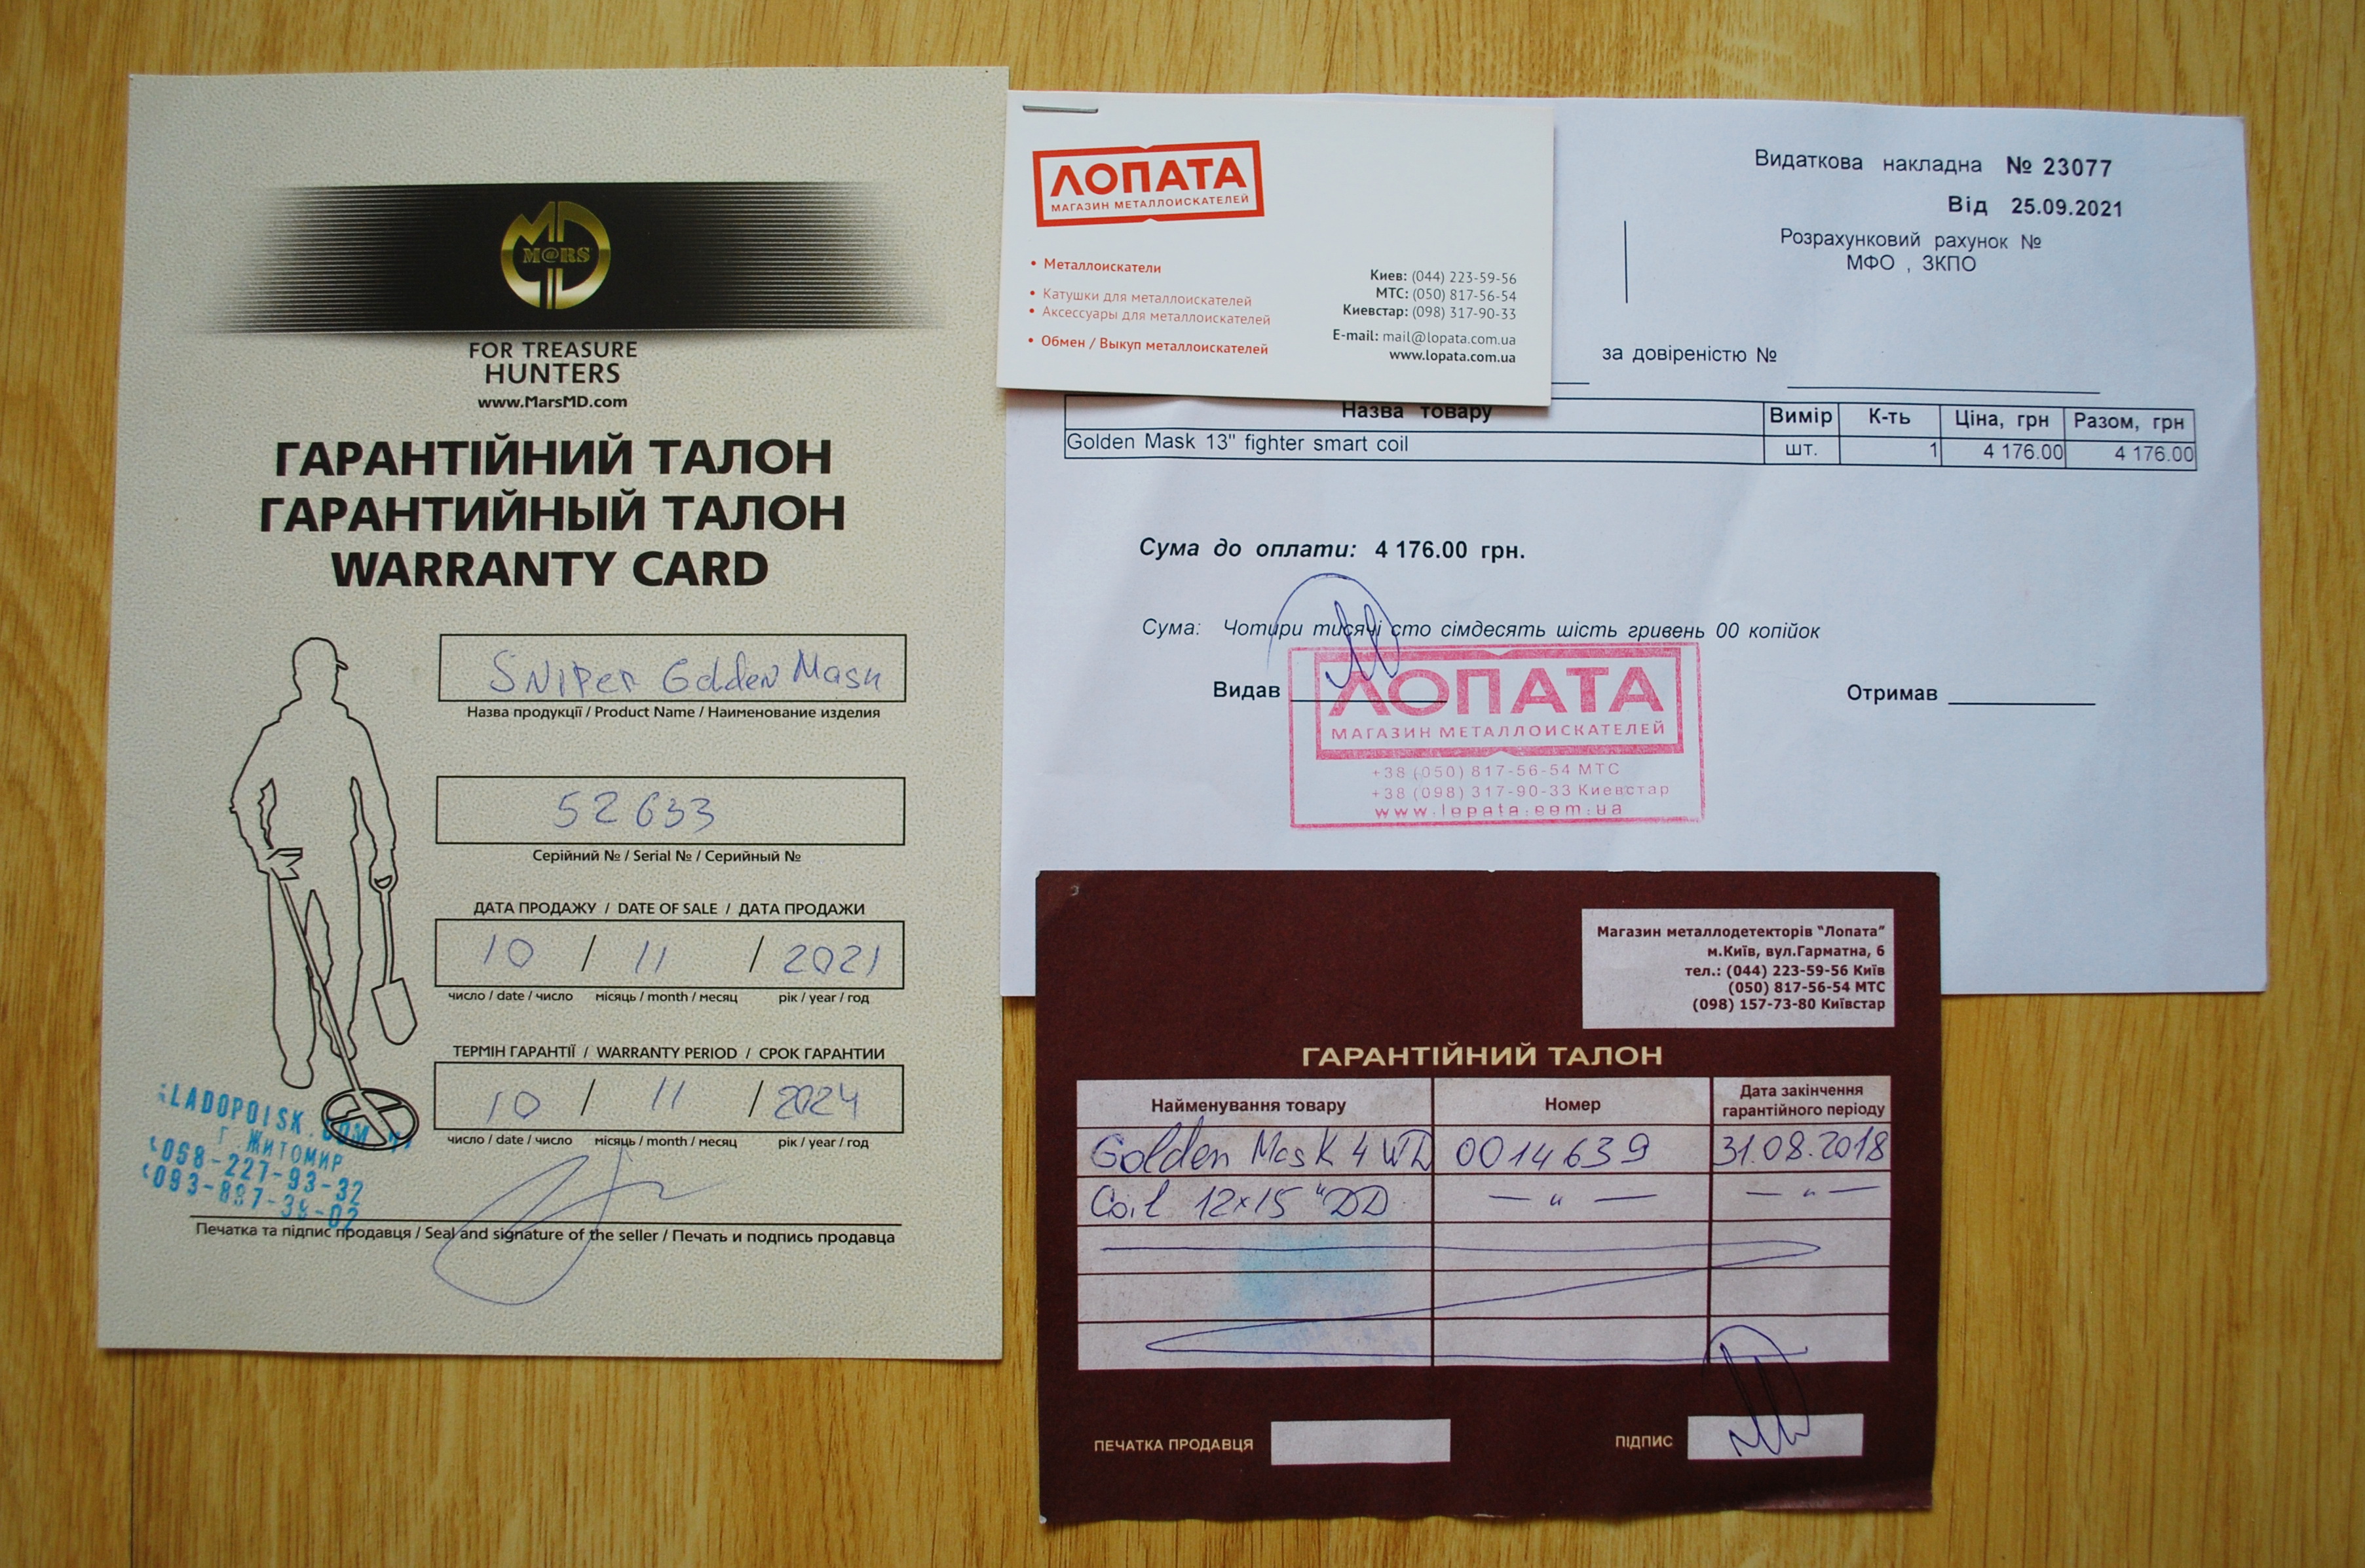 M@RS
FOR TREASURE
HUNTERS
www.MarsMD.com
ГАРАНТІЙНИЙ ТАЛОН
ГАРАНТИЙНЫЙ ТАЛОН
WARRANTY CARD
Sniper Golden Mask
Назва продукції / Product Name / Наименование изделия
52633
Серійний № / Serial № / Серийный №
ДАТА ПРОДАЖУ / DATE OF SALE / ДАТА ПРОДАЖИ
10 / 11 / 2021
число / date / число місяць / month / месяц рік / year / год
ТЕРМІН ГАРАНТІЇ / WARRANTY PERIOD / СРОК ГАРАНТИИ
10 / 11 / 2024
число / date / число місяць / month / месяц рік / year / год
Г. ЖИТОМИР
068-227-93-32
Печатка та підпис продавця / Seal and signature of the seller / Печать и подпись продавца
ЛОПАТА
МАГАЗИН МЕТАЛЛОИСКАТЕЛЕЙ
• Металлоискатели
• Катушки для металлоискателей
• Аксессуары для металлоискателей
• Обмен / Выкуп металлоискателей
Киев: (044) 223-59-56
МТС: (050) 817-56-54
Киевстар: (098) 317-90-33
E-mail: mail@lopata.com.ua
www.lopata.com.ua
Видаткова накладна № 23077
Від 25.09.2021
Розрахунковий рахунок №
МФО , ЗКПО
за довіреністю №
Назва товару Вимір К-ть Ціна, грн Разом, грн
Golden Mask 13" fighter smart coil шт. 1 4 176.00 4 176.00
Сума до оплати: 4 176.00 грн.
Сума: Чотири тисячі сто сімдесять шість гривень 00 копійок
Видав Отримав
ЛОПАТА
МАГАЗИН МЕТАЛЛОИСКАТЕЛЕЙ
+38 (050) 817-56-54 МТС
+38 (098) 317-90-33 Киевстар
www.lopata.com.ua
Магазин металлодетекторів "Лопата"
м.Київ, вул.Гарматна, 6
тел.: (044) 223-59-56 Київ
(050) 817-56-54 МТС
(098) 157-73-80 Київстар
ГАРАНТІЙНИЙ ТАЛОН
Найменування товару Номер Дата закінчення
гарантійного періоду
Golden Mask 4 WD 0014639 31.08.2018
Coil 12x15 "DD — " — — " —
ПЕЧАТКА ПРОДАВЦЯ ПІДПИС